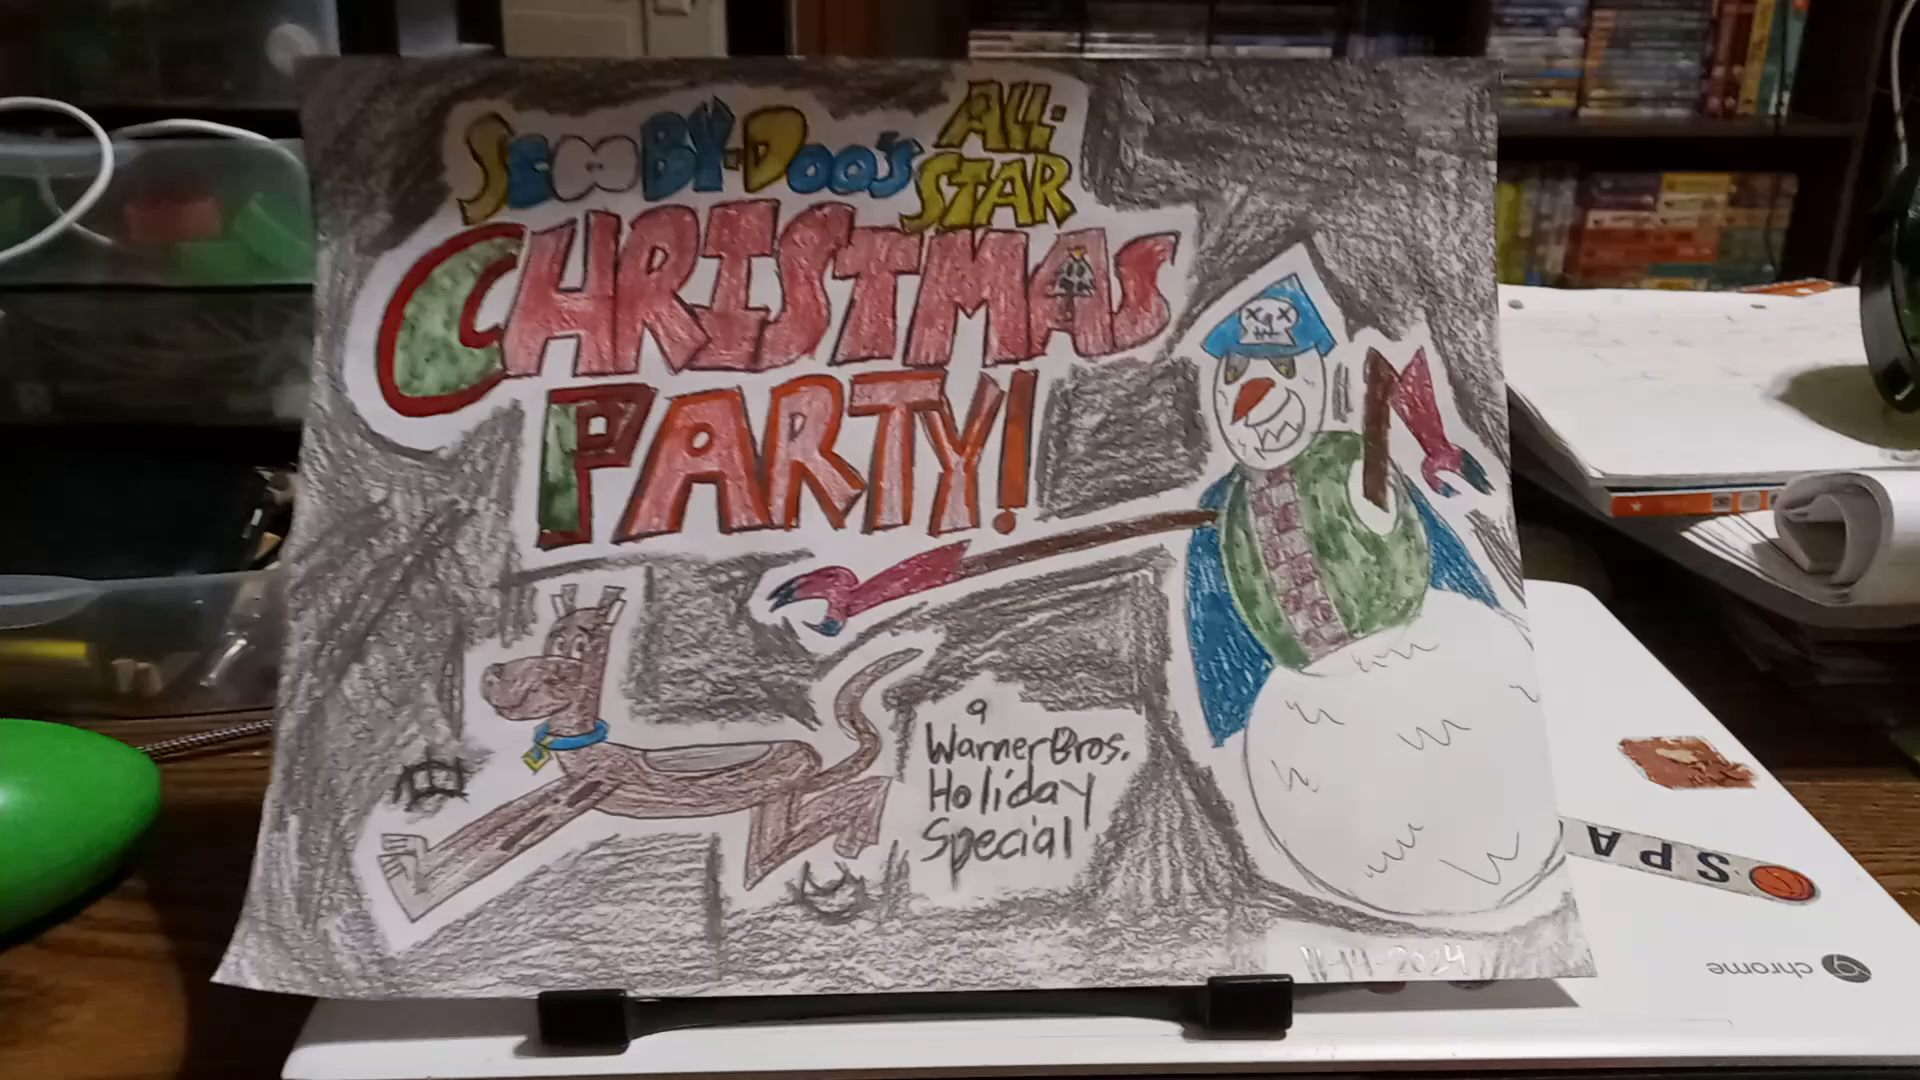 SCOOBY-DOO'S
ALL-
STAR
CHRISTMAS
PARTY!
a
Warner Bros.
Holiday
Special
11-14-2024
SPA
chrome